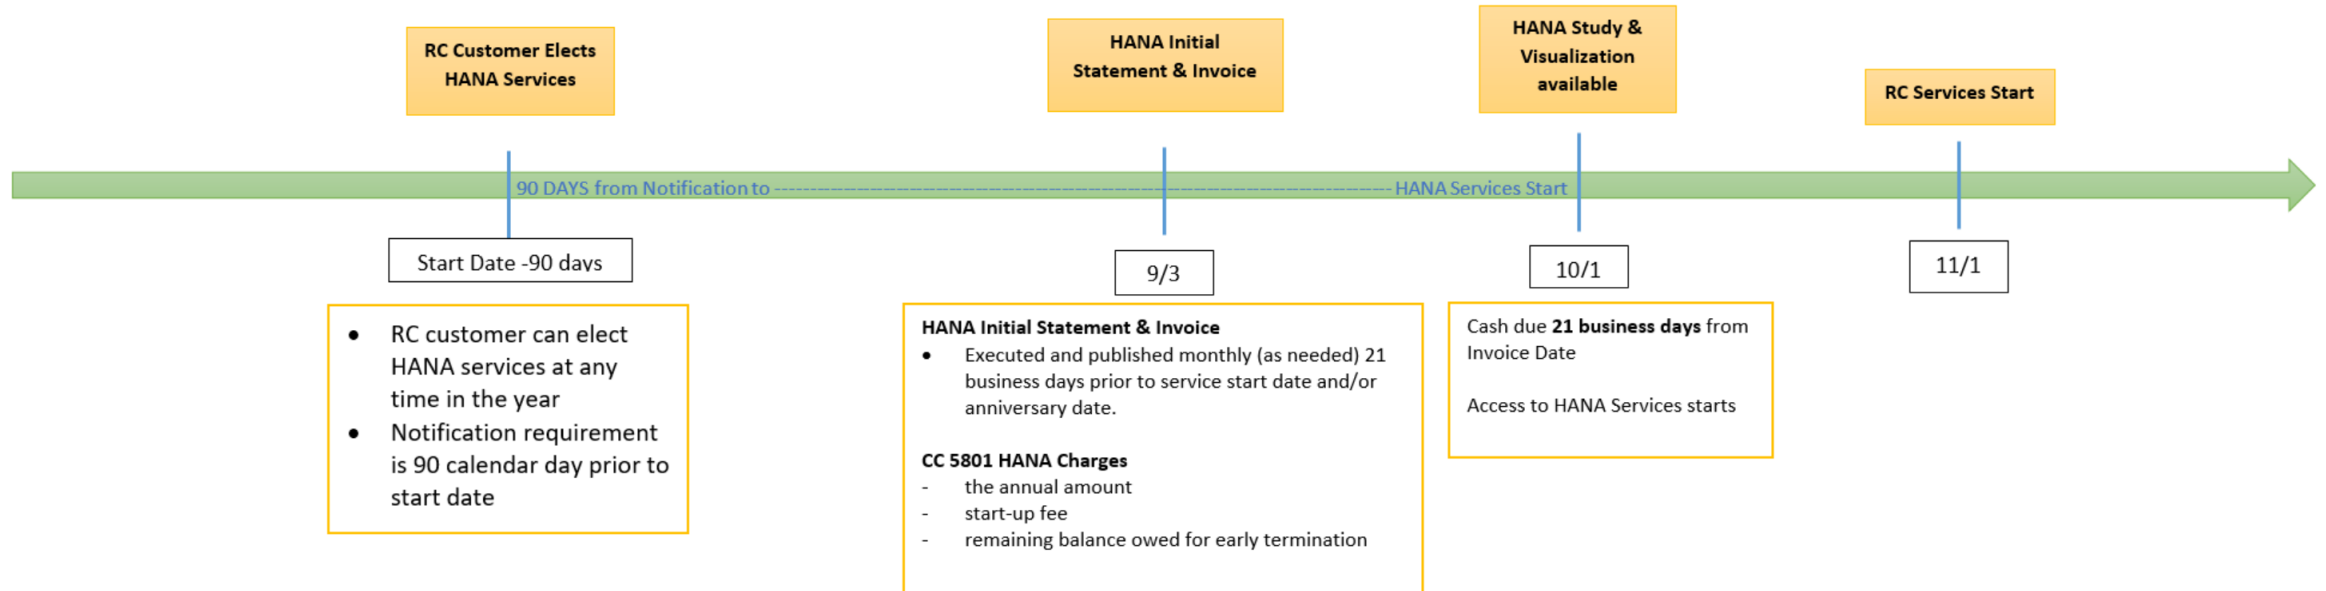 RC Customer Elects
HANA Services
HANA Initial
Statement & Invoice
HANA Study &
Visualization
available
RC Services Start
90 DAYS from Notification to ------------------------------ HANA Services Start
Start Date -90 days
9/3
10/1
11/1
• RC customer can elect
HANA services at any
time in the year
• Notification requirement
is 90 calendar day prior to
start date
HANA Initial Statement & Invoice
• Executed and published monthly (as needed) 21
business days prior to service start date and/or
anniversary date.
CC 5801 HANA Charges
- the annual amount
- start-up fee
- remaining balance owed for early termination
Cash due 21 business days from
Invoice Date
Access to HANA Services starts